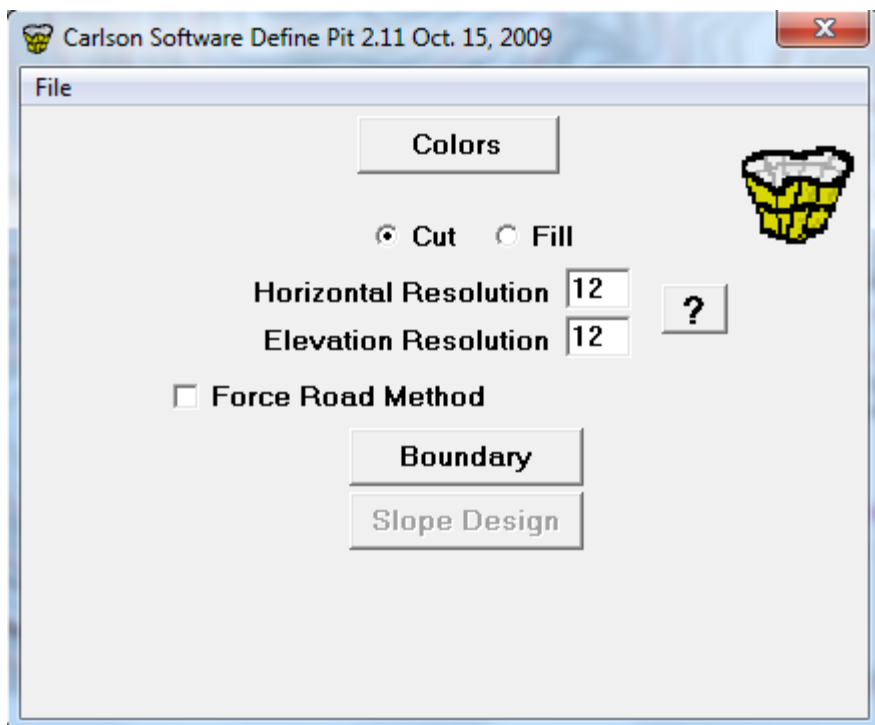 Carlson Software Define Pit 2.11 Oct. 15, 2009
File
Colors
Cut Fill
Horizontal Resolution 12
?
Elevation Resolution 12
Force Road Method
Boundary
Slope Design